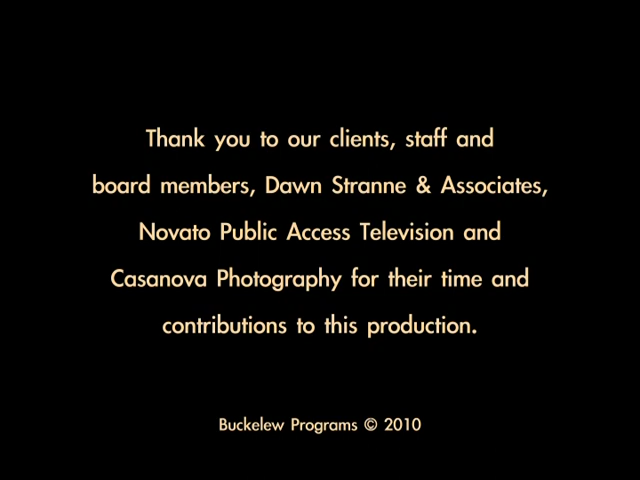 Thank you to our clients, staff and
board members, Dawn Stranne & Associates,
Novato Public Access Television and
Casanova Photography for their time and
contributions to this production.
Buckelew Programs © 2010